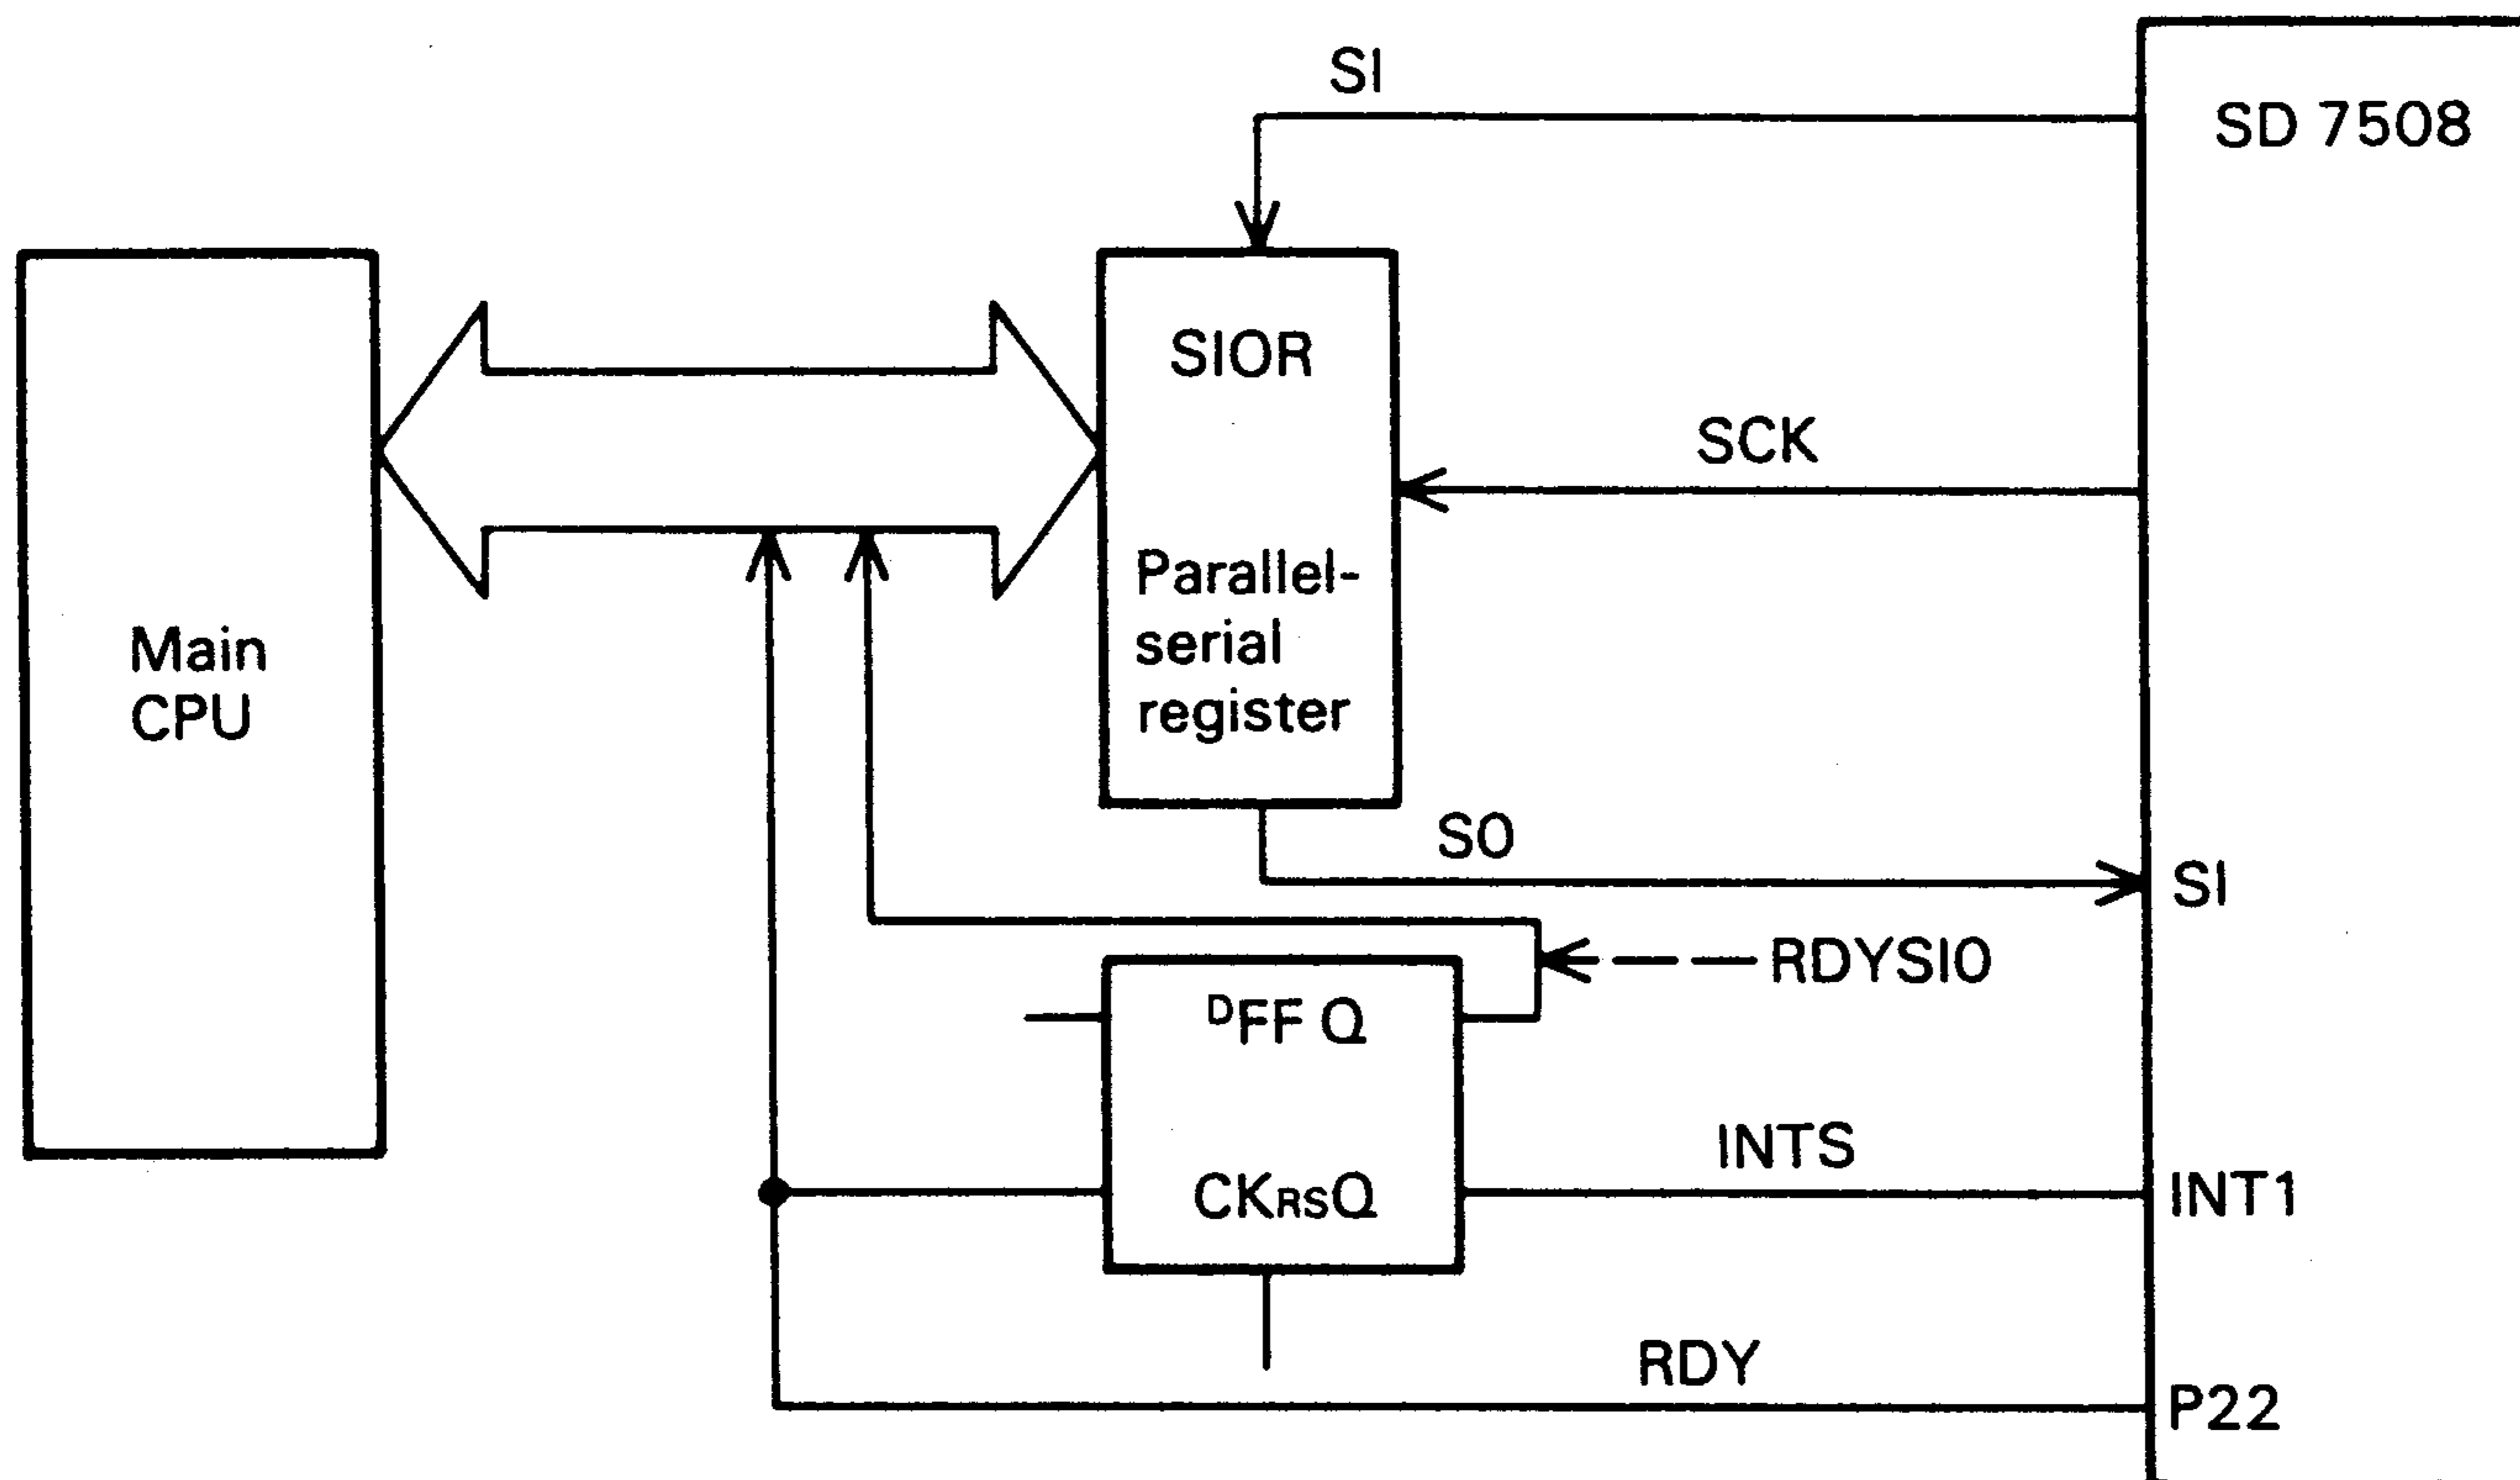 SI
SD 7508
SIOR
SCK
Parallel-
serial
register
Main
CPU
SO
SI
RDYSIO
DFF Q
INTS
CKRSQ
INT1
RDY
P22